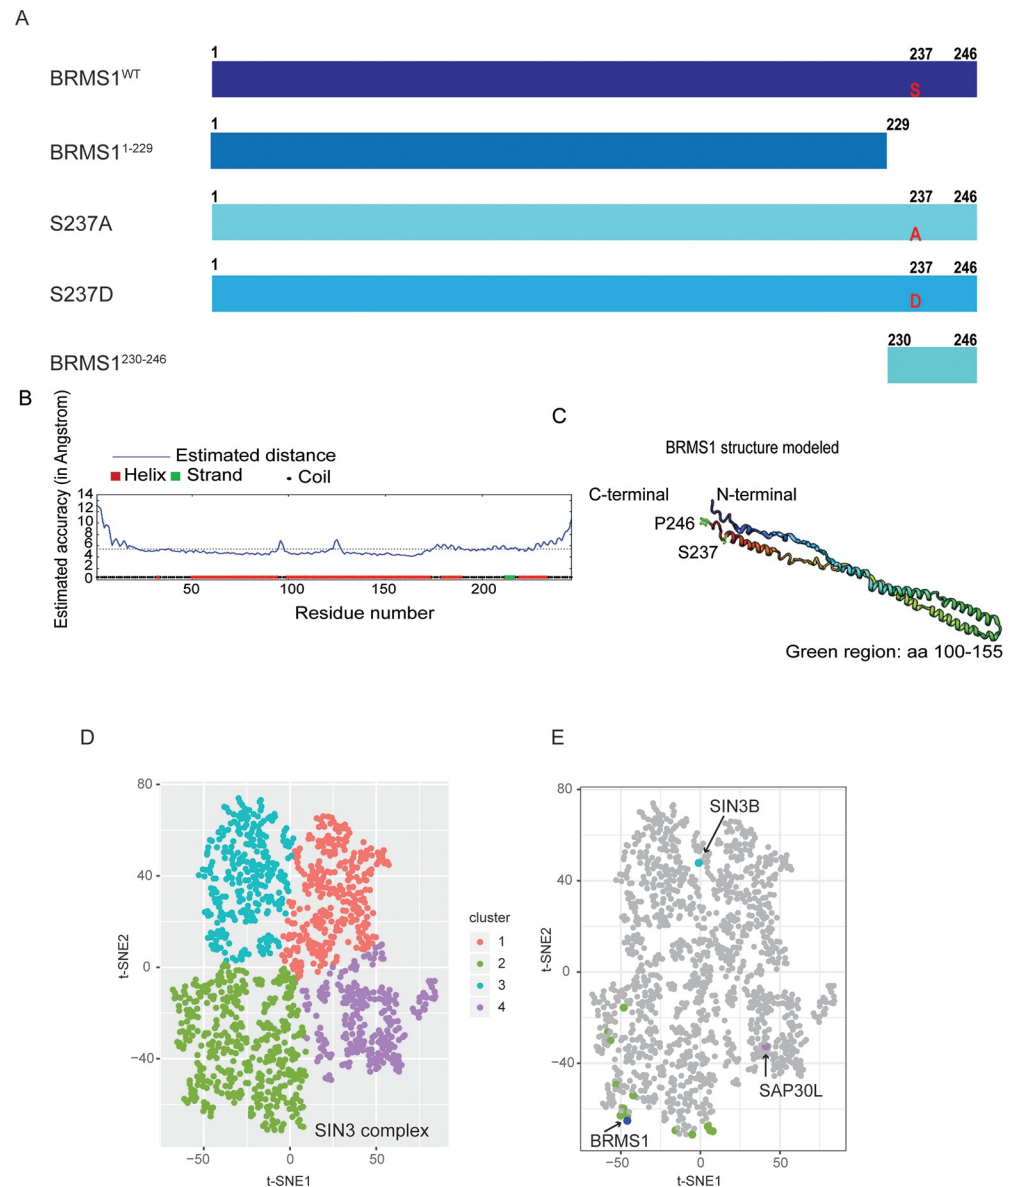 A
1
237 246
BRMS1WT
S
1
229
BRMS11-229
1
237 246
S237A
A
1
237 246
S237D
D
230 246
BRMS1230-246
B
Estimated accuracy (in Angstrom)
Estimated distance
Helix Strand Coil
14
12
10
8
6
4
2
0
50 100 150 200
Residue number
C
BRMS1 structure modeled
C-terminal N-terminal
P246
S237
Green region: aa 100-155
D
80
40
0
−40
t-SNE2
SIN3 complex
−50 0 50
t-SNE1
cluster
1
2
3
4
E
80
40
0
−40
t-SNE2
SIN3B
SAP30L
BRMS1
−50 0 50
t-SNE1